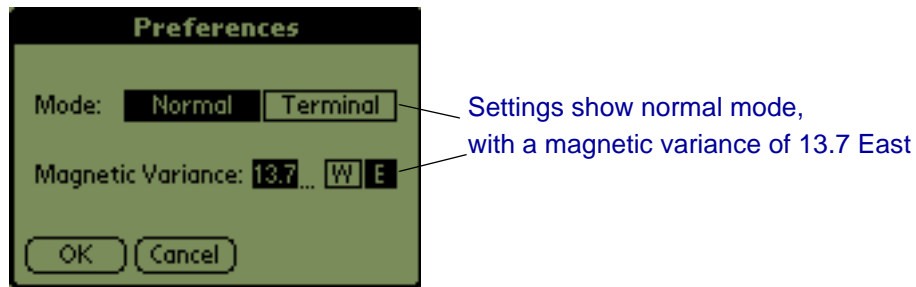 Preferences
Mode: Normal Terminal
Settings show normal mode,
with a magnetic variance of 13.7 East
Magnetic Variance: 13.7... W E
OK Cancel